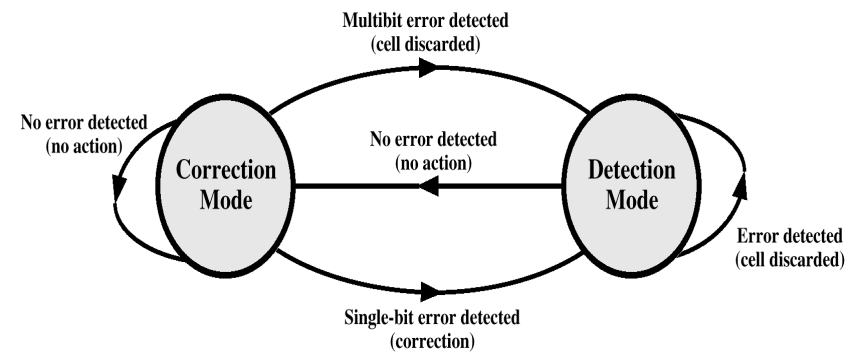 Multibit error detected
(cell discarded)
No error detected
(no action)
No error detected
(no action)
Correction
Mode
Detection
Mode
Error detected
(cell discarded)
Single-bit error detected
(correction)